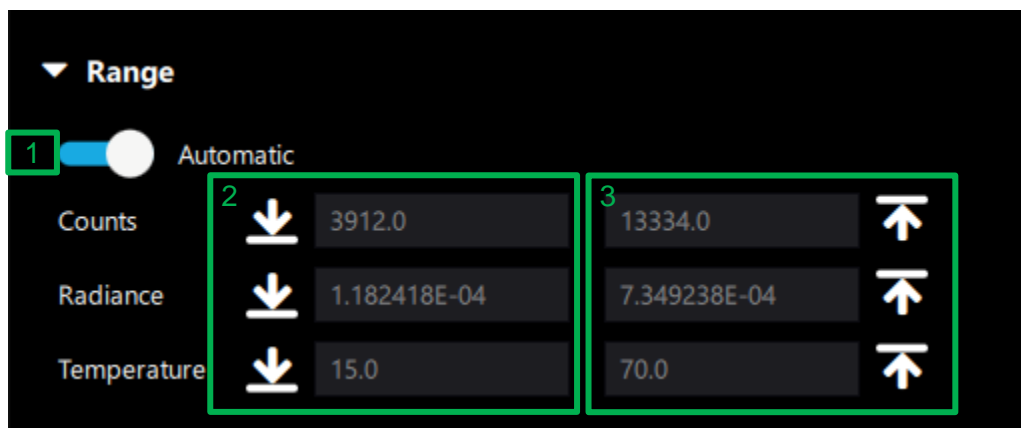 Range
1 Automatic
2 3
Counts 3912.0 13334.0
Radiance 1.182418E-04 7.349238E-04
Temperature 15.0 70.0